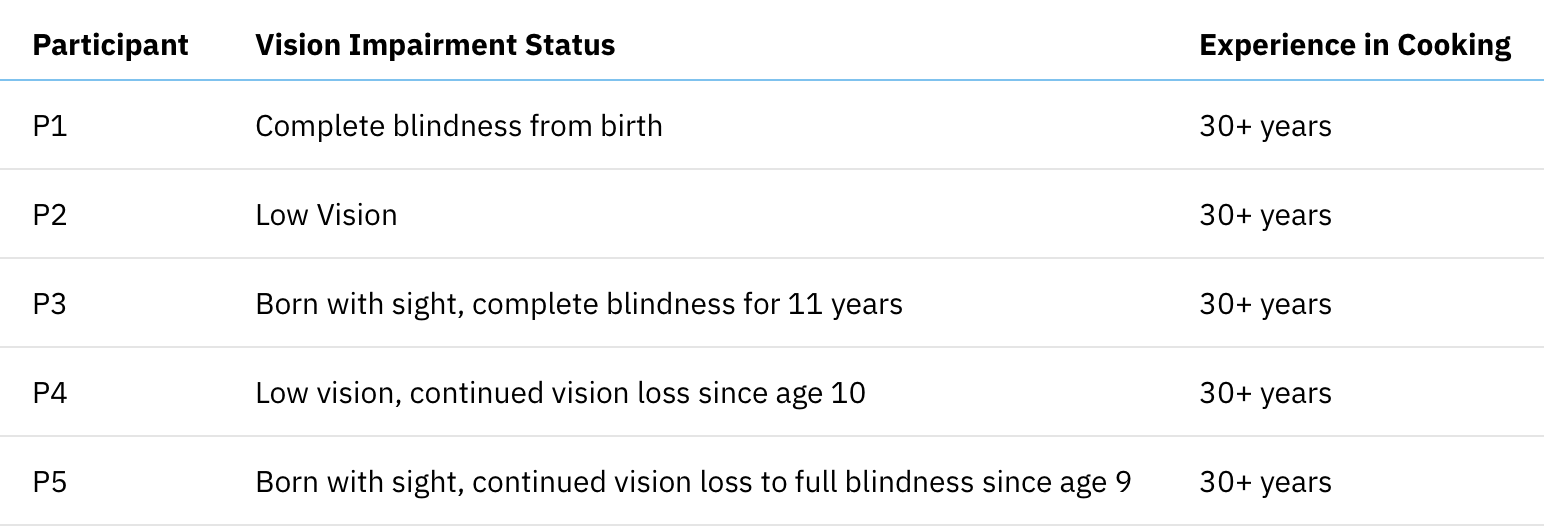 Participant Vision Impairment Status Experience in Cooking
P1 Complete blindness from birth 30+ years
P2 Low Vision 30+ years
P3 Born with sight, complete blindness for 11 years 30+ years
P4 Low vision, continued vision loss since age 10 30+ years
P5 Born with sight, continued vision loss to full blindness since age 9 30+ years